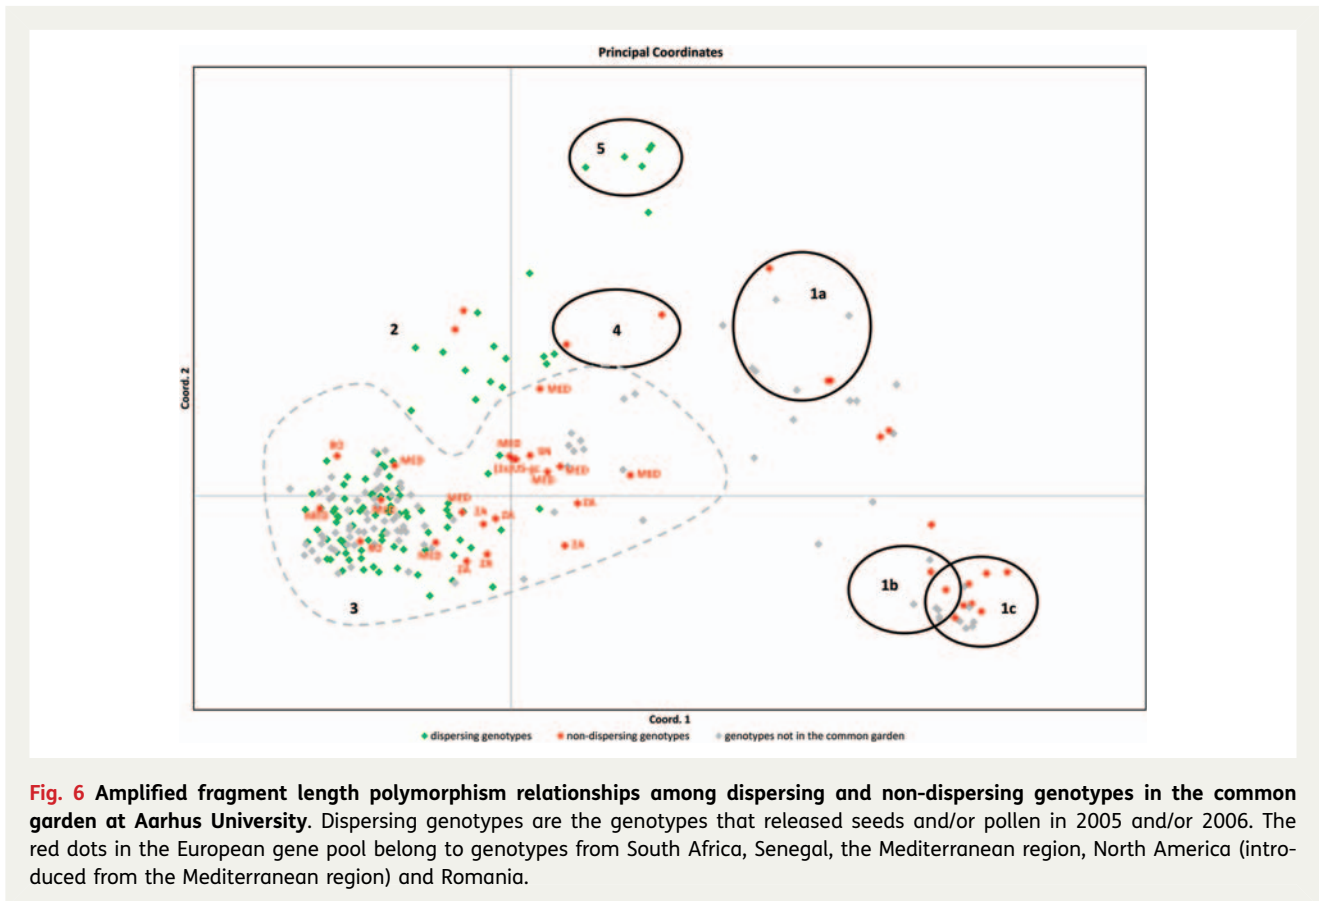 Principal Coordinates
5
1a
4
2
MED
RO
MED
MED
MED
MED
MED
MED
ZA
ZA
RO
MED
ZA
3
1b
1c
Coord. 2
Coord. 1
dispersing genotypes
non-dispersing genotypes
genotypes not in the common garden
Fig. 6 Amplified fragment length polymorphism relationships among dispersing and non-dispersing genotypes in the common
garden at Aarhus University. Dispersing genotypes are the genotypes that released seeds and/or pollen in 2005 and/or 2006. The
red dots in the European gene pool belong to genotypes from South Africa, Senegal, the Mediterranean region, North America (intro-
duced from the Mediterranean region) and Romania.